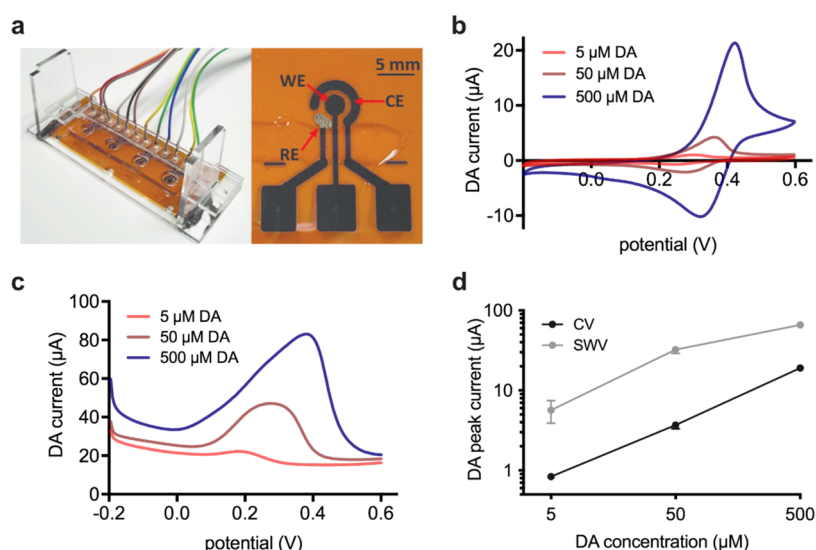 a
WE
CE
RE
5 mm
b
DA current (µA)
20
10
0
-10
5 µM DA
50 µM DA
500 µM DA
0.0 0.2 0.4 0.6
potential (V)
c
DA current (µA)
100
80
60
40
20
0
5 µM DA
50 µM DA
500 µM DA
-0.2 0.0 0.2 0.4 0.6
potential (V)
d
DA peak current (µA)
100
10
1
CV
SWV
5 50 500
DA concentration (µM)